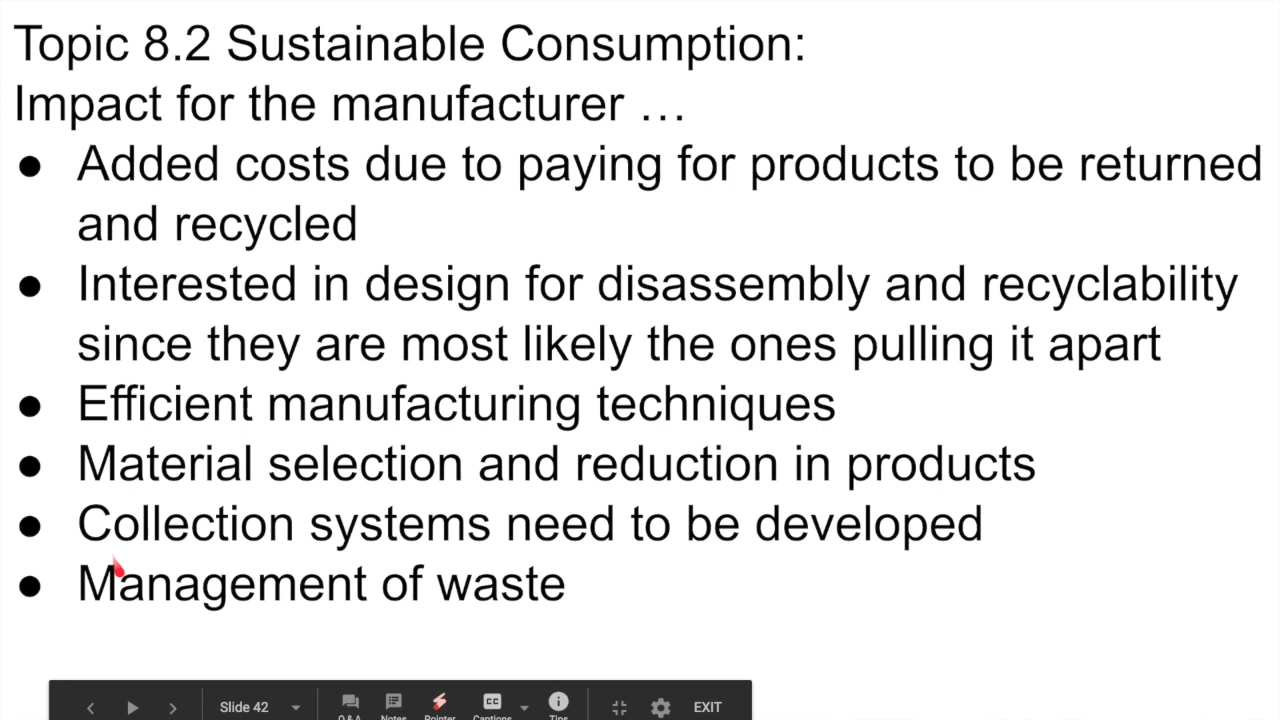 Topic 8.2 Sustainable Consumption:
Impact for the manufacturer …
● Added costs due to paying for products to be returned
and recycled
● Interested in design for disassembly and recyclability
since they are most likely the ones pulling it apart
● Efficient manufacturing techniques
● Material selection and reduction in products
● Collection systems need to be developed
● Management of waste
Slide 42 Q&A Notes Pointer Captions Tips EXIT